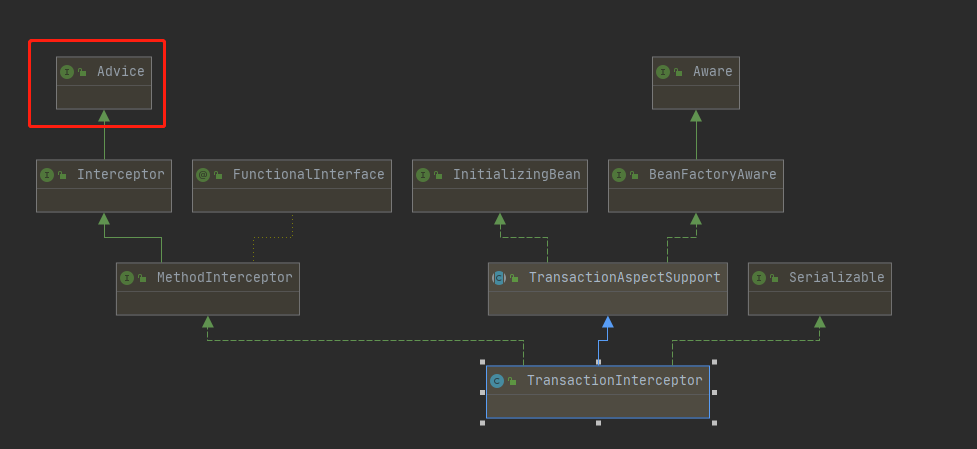 Advice
Aware
Interceptor
FunctionalInterface
InitializingBean
BeanFactoryAware
MethodInterceptor
TransactionAspectSupport
Serializable
TransactionInterceptor